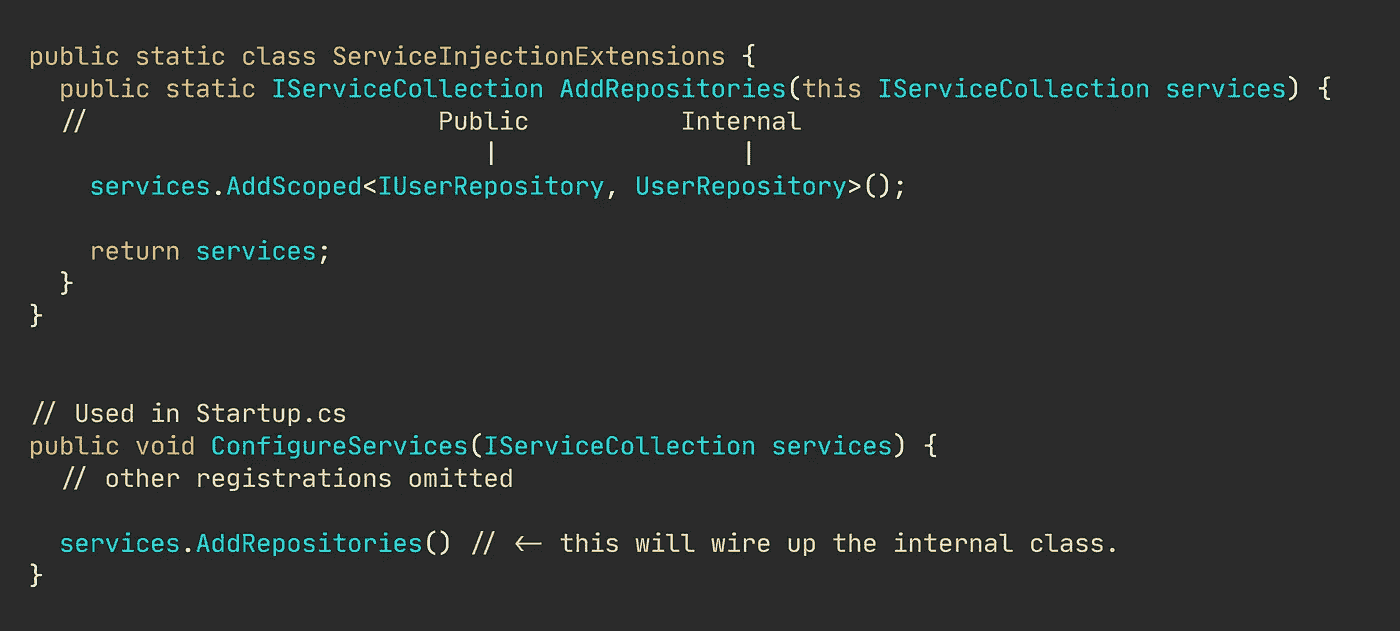 public static class ServiceInjectionExtensions {
  public static IServiceCollection AddRepositories(this IServiceCollection services) {
  //                       Public          Internal
                              |                |
    services.AddScoped<IUserRepository, UserRepository>();
    return services;
  }
}
// Used in Startup.cs
public void ConfigureServices(IServiceCollection services) {
  // other registrations omitted
  services.AddRepositories() // <- this will wire up the internal class.
}